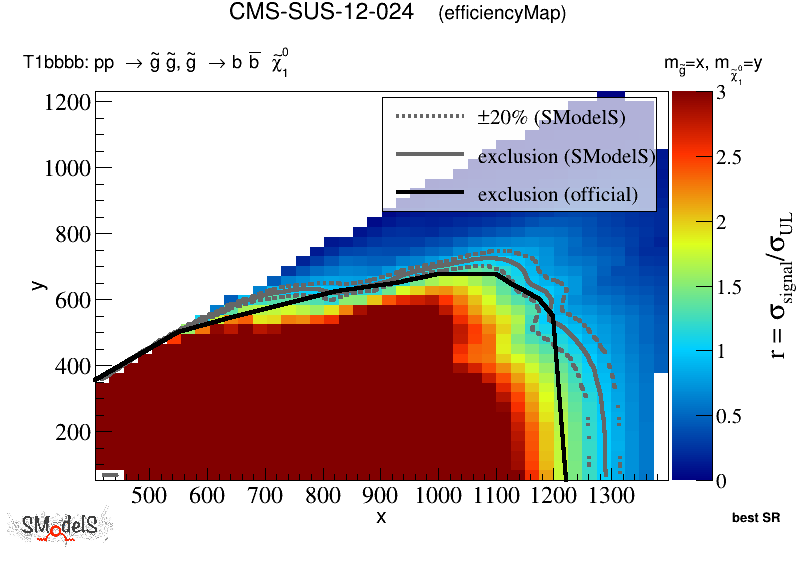 CMS-SUS-12-024 (efficiencyMap)
T1bbbb: pp → g̃ g̃, g̃ → b b̅ χ̃₁⁰
m_g̃=x, m_χ̃₁⁰=y
±20% (SModelS)
exclusion (SModelS)
exclusion (official)
1200
1000
800
600
400
200
y
500 600 700 800 900 1000 1100 1200 1300
x
3
2.5
2
1.5
1
0.5
0
r = σ_signal/σ_UL
SModelS
best SR